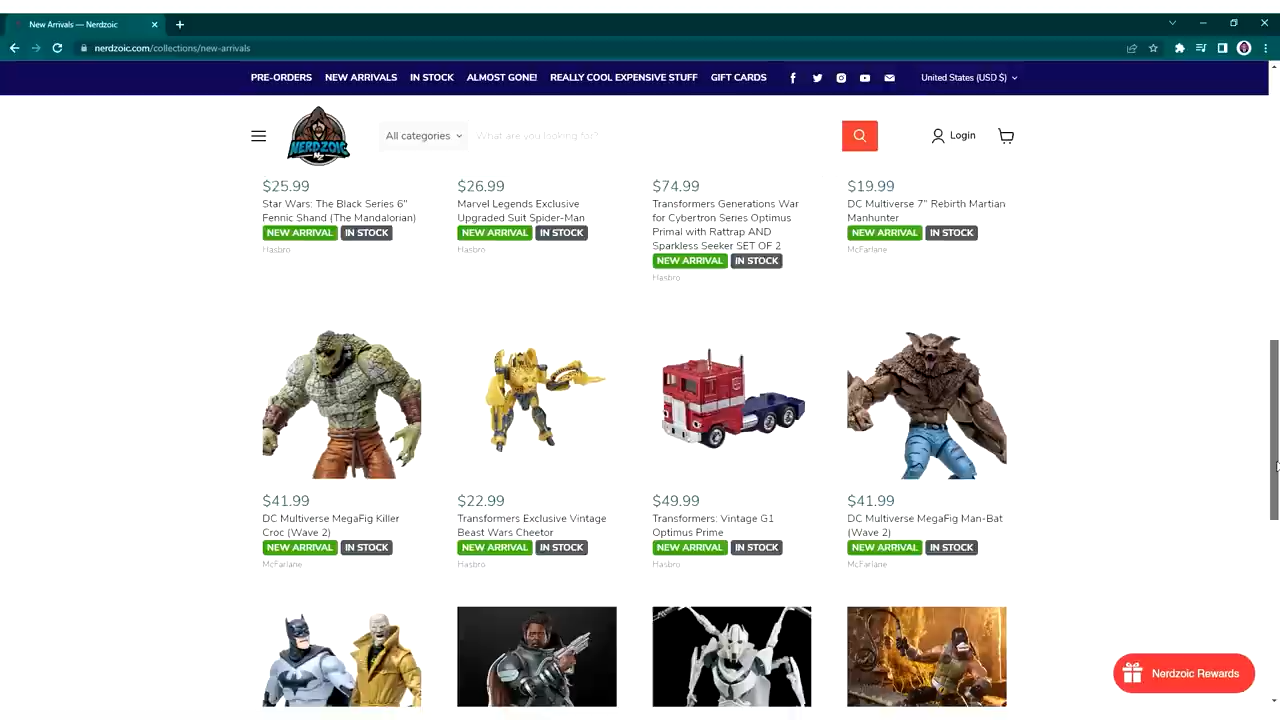 New Arrivals — Nerdzoic
nerdzoic.com/collections/new-arrivals
PRE-ORDERS NEW ARRIVALS IN STOCK ALMOST GONE! REALLY COOL EXPENSIVE STUFF GIFT CARDS United States (USD $)
NERDZOIC
NZ
All categories
What are you looking for?
Login
$25.99
Star Wars: The Black Series 6"
Fennic Shand (The Mandalorian)
NEW ARRIVAL IN STOCK
Hasbro
$26.99
Marvel Legends Exclusive
Upgraded Suit Spider-Man
NEW ARRIVAL IN STOCK
Hasbro
$74.99
Transformers Generations War
for Cybertron Series Optimus
Primal with Rattrap AND
Sparkless Seeker SET OF 2
NEW ARRIVAL IN STOCK
Hasbro
$19.99
DC Multiverse 7" Rebirth Martian
Manhunter
NEW ARRIVAL IN STOCK
McFarlane
$41.99
DC Multiverse MegaFig Killer
Croc (Wave 2)
NEW ARRIVAL IN STOCK
McFarlane
$22.99
Transformers Exclusive Vintage
Beast Wars Cheetor
NEW ARRIVAL IN STOCK
Hasbro
$49.99
Transformers: Vintage G1
Optimus Prime
NEW ARRIVAL IN STOCK
Hasbro
$41.99
DC Multiverse MegaFig Man-Bat
(Wave 2)
NEW ARRIVAL IN STOCK
McFarlane
Nerdzoic Rewards